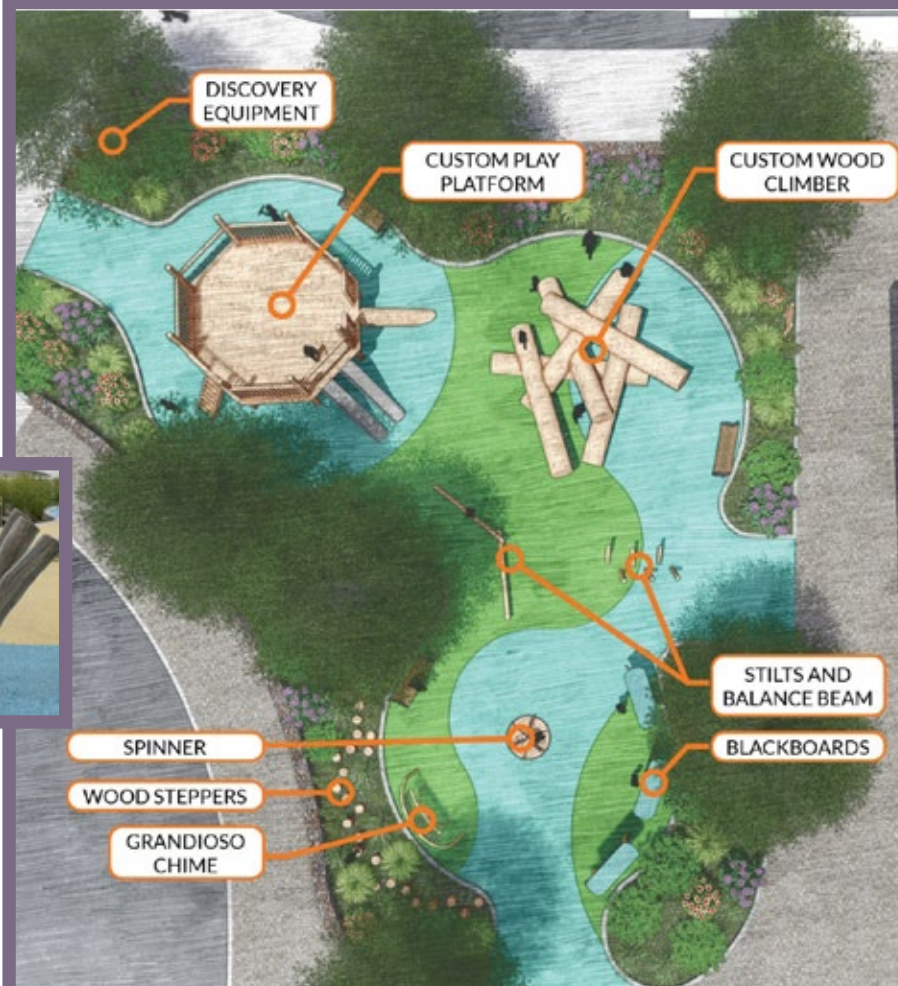 DISCOVERY
EQUIPMENT
CUSTOM PLAY
PLATFORM
CUSTOM WOOD
CLIMBER
STILTS AND
BALANCE BEAM
SPINNER
BLACKBOARDS
WOOD STEPPERS
GRANDIOSO
CHIME